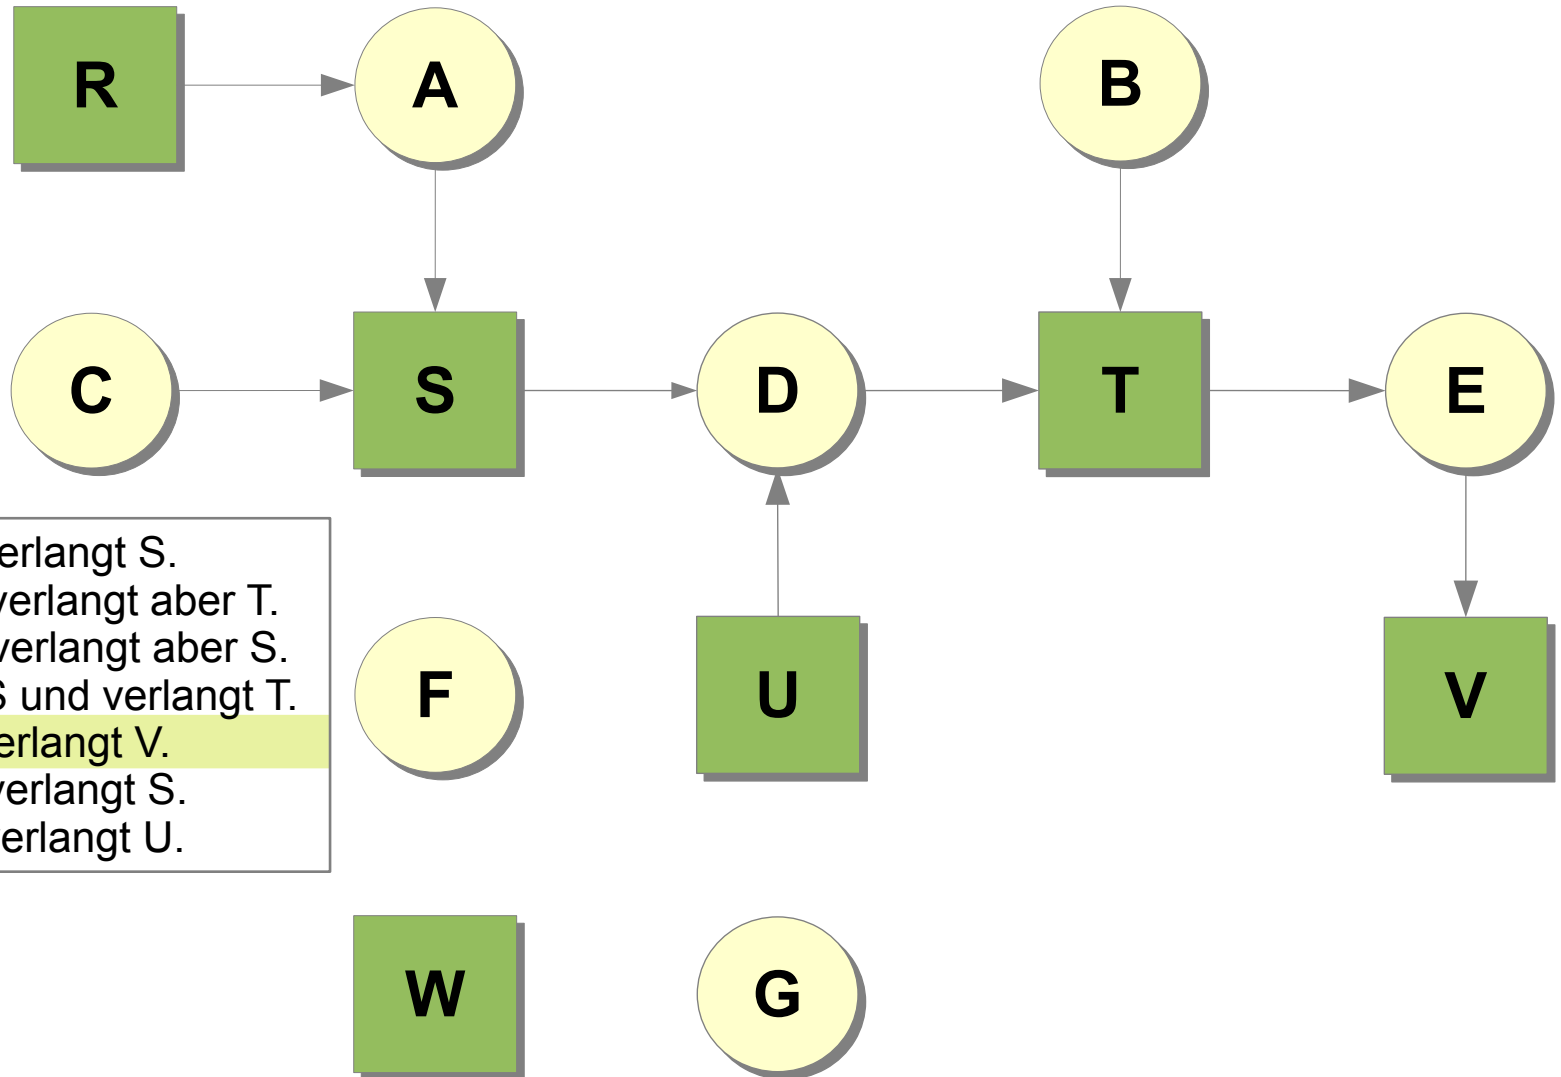 R A B
C S D T E
erlangt S.
verlangt aber T.
verlangt aber S.
S und verlangt T.
erlangt V.
verlangt S.
erlangt U.
F U V
W G